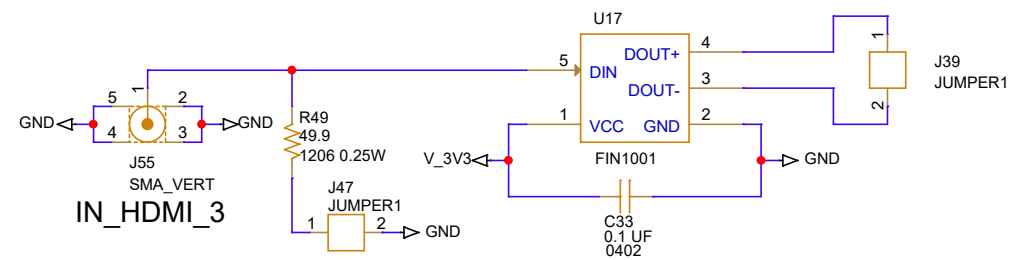 U17
5
DIN
DOUT+
4
DOUT-
3
1
VCC
GND
2
FIN1001
1
J39
JUMPER1
2
1
5
2
GND
GND
4
3
J55
SMA_VERT
IN_HDMI_3
R49
49.9
1206 0.25W
J47
JUMPER1
1
2
GND
V_3V3
GND
C33
0.1 UF
0402